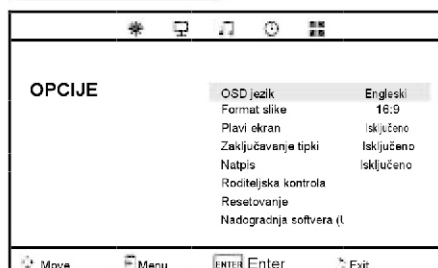 OPCIJE
OSD jezik Engleski
Format slike 16:9
Plavi ekran Isključeno
Zaključavanje tipki Isključeno
Natpis Isključeno
Roditeljska kontrola
Resetovanje
Nadogradnja softvera (
Move Menu ENTER Enter Exit